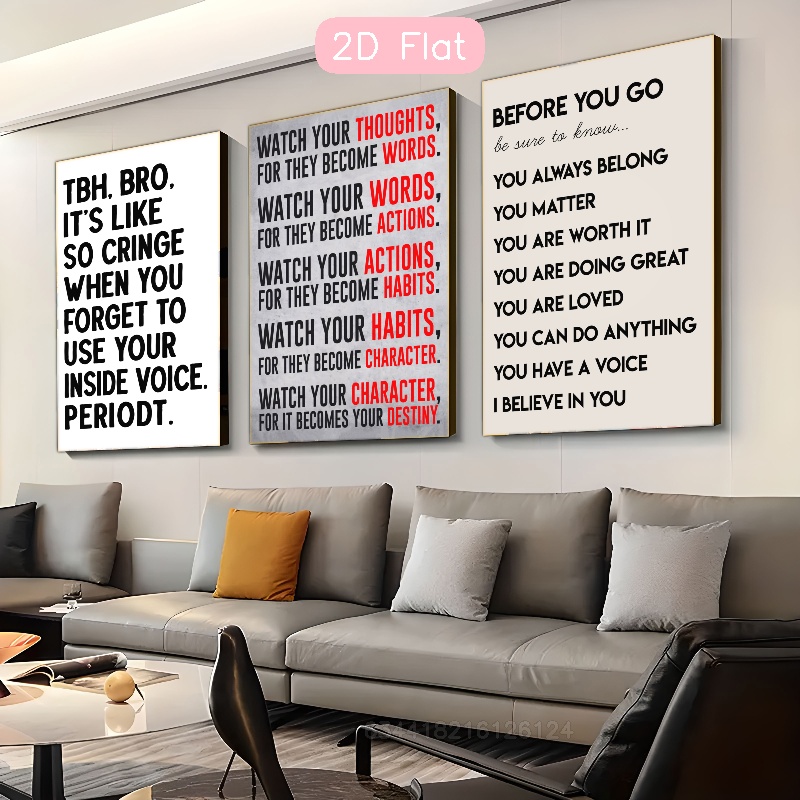 2D Flat
TBH, BRO,
IT'S LIKE
SO CRINGE
WHEN YOU
FORGET TO
USE YOUR
INSIDE VOICE.
PERIODT.
WATCH YOUR THOUGHTS,
FOR THEY BECOME WORDS.
WATCH YOUR WORDS,
FOR THEY BECOME ACTIONS.
WATCH YOUR ACTIONS,
FOR THEY BECOME HABITS.
WATCH YOUR HABITS,
FOR THEY BECOME CHARACTER.
WATCH YOUR CHARACTER,
FOR IT BECOMES YOUR DESTINY.
BEFORE YOU GO
be sure to know...
YOU ALWAYS BELONG
YOU MATTER
YOU ARE WORTH IT
YOU ARE DOING GREAT
YOU ARE LOVED
YOU CAN DO ANYTHING
YOU HAVE A VOICE
I BELIEVE IN YOU